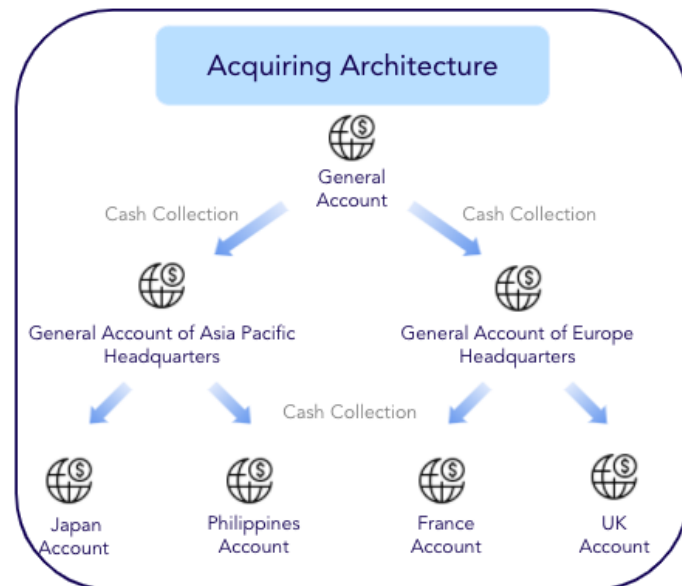 Acquiring Architecture
General
Account
Cash Collection
Cash Collection
General Account of Asia Pacific
Headquarters
General Account of Europe
Headquarters
Cash Collection
Japan
Account
Philippines
Account
France
Account
UK
Account